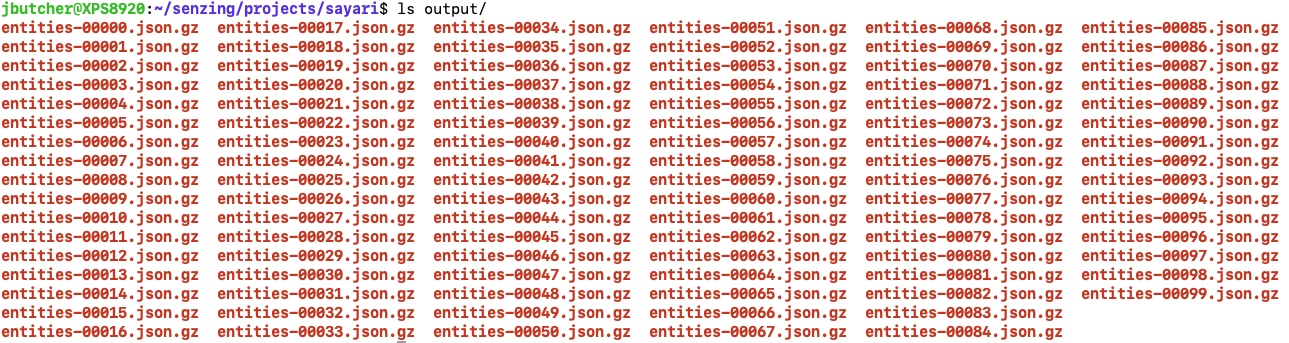 jbutcher@XPS8920:~/senzing/projects/sayari$ ls output/
entities-00000.json.gz  entities-00017.json.gz  entities-00034.json.gz  entities-00051.json.gz  entities-00068.json.gz  entities-00085.json.gz
entities-00001.json.gz  entities-00018.json.gz  entities-00035.json.gz  entities-00052.json.gz  entities-00069.json.gz  entities-00086.json.gz
entities-00002.json.gz  entities-00019.json.gz  entities-00036.json.gz  entities-00053.json.gz  entities-00070.json.gz  entities-00087.json.gz
entities-00003.json.gz  entities-00020.json.gz  entities-00037.json.gz  entities-00054.json.gz  entities-00071.json.gz  entities-00088.json.gz
entities-00004.json.gz  entities-00021.json.gz  entities-00038.json.gz  entities-00055.json.gz  entities-00072.json.gz  entities-00089.json.gz
entities-00005.json.gz  entities-00022.json.gz  entities-00039.json.gz  entities-00056.json.gz  entities-00073.json.gz  entities-00090.json.gz
entities-00006.json.gz  entities-00023.json.gz  entities-00040.json.gz  entities-00057.json.gz  entities-00074.json.gz  entities-00091.json.gz
entities-00007.json.gz  entities-00024.json.gz  entities-00041.json.gz  entities-00058.json.gz  entities-00075.json.gz  entities-00092.json.gz
entities-00008.json.gz  entities-00025.json.gz  entities-00042.json.gz  entities-00059.json.gz  entities-00076.json.gz  entities-00093.json.gz
entities-00009.json.gz  entities-00026.json.gz  entities-00043.json.gz  entities-00060.json.gz  entities-00077.json.gz  entities-00094.json.gz
entities-00010.json.gz  entities-00027.json.gz  entities-00044.json.gz  entities-00061.json.gz  entities-00078.json.gz  entities-00095.json.gz
entities-00011.json.gz  entities-00028.json.gz  entities-00045.json.gz  entities-00062.json.gz  entities-00079.json.gz  entities-00096.json.gz
entities-00012.json.gz  entities-00029.json.gz  entities-00046.json.gz  entities-00063.json.gz  entities-00080.json.gz  entities-00097.json.gz
entities-00013.json.gz  entities-00030.json.gz  entities-00047.json.gz  entities-00064.json.gz  entities-00081.json.gz  entities-00098.json.gz
entities-00014.json.gz  entities-00031.json.gz  entities-00048.json.gz  entities-00065.json.gz  entities-00082.json.gz  entities-00099.json.gz
entities-00015.json.gz  entities-00032.json.gz  entities-00049.json.gz  entities-00066.json.gz  entities-00083.json.gz
entities-00016.json.gz  entities-00033.json.gz  entities-00050.json.gz  entities-00067.json.gz  entities-00084.json.gz